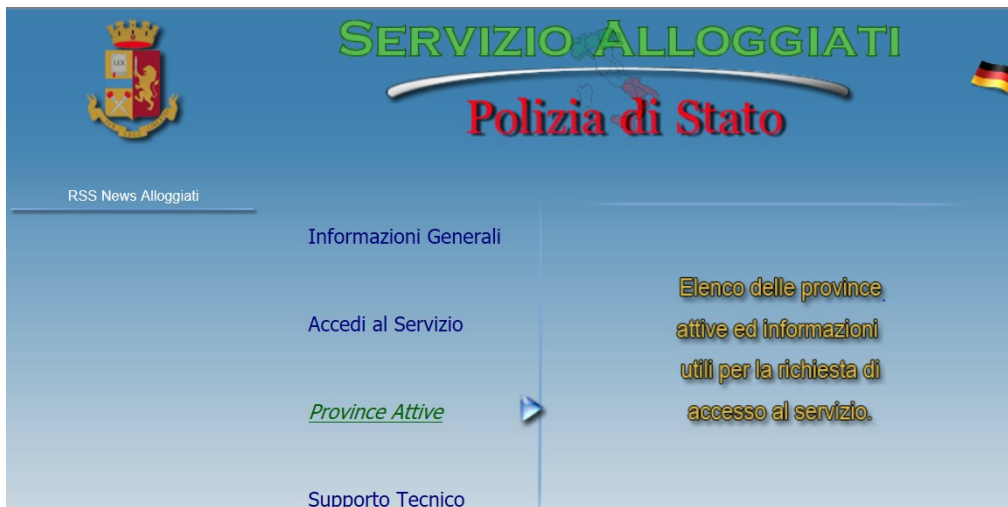 SERVIZIO ALLOGGIATI
Polizia di Stato
RSS News Alloggiati
Informazioni Generali
Accedi al Servizio
Province Attive
Supporto Tecnico
Elenco delle province
attive ed informazioni
utili per la richiesta di
accesso al servizio.